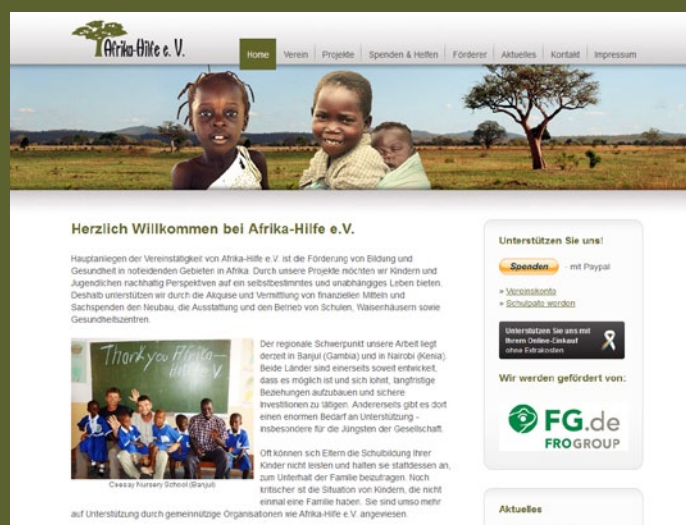 Afrika-Hilfe e. V.
Home Verein Projekte Spenden & Helfen Förderer Aktuelles Kontakt Impressum
Herzlich Willkommen bei Afrika-Hilfe e.V.
Hauptanliegen der Vereinstätigkeit von Afrika-Hilfe e.V. ist die Förderung von Bildung und
Gesundheit in notleidenden Gebieten in Afrika. Durch unsere Projekte möchten wir Kindern und
Jugendlichen nachhaltig Perspektiven auf ein selbstbestimmtes und unabhängiges Leben bieten.
Deshalb unterstützen wir durch die Akquise und Vermittlung von finanziellen Mitteln und
Sachspenden den Neubau, die Ausstattung und den Betrieb von Schulen, Waisenhäusern sowie
Gesundheitszentren.
Thank you Afrika-
Hilfe e.V
Ceesay Nursery School (Banjul)
Der regionale Schwerpunkt unsere Arbeit liegt
derzeit in Banjul (Gambia) und in Nairobi (Kenia).
Beide Länder sind einerseits soweit entwickelt,
dass es möglich ist und sich lohnt, langfristige
Beziehungen aufzubauen und sichere
Investitionen zu tätigen. Andererseits gibt es dort
einen enormen Bedarf an Unterstützung -
insbesondere für die Jüngsten der Gesellschaft.
Oft können sich Eltern die Schulbildung ihrer
Kinder nicht leisten und halten sie stattdessen an,
zum Unterhalt der Familie beizutragen. Noch
kritischer ist die Situation von Kindern, die nicht
einmal eine Familie haben. Sie sind umso mehr
auf Unterstützung durch gemeinnützige Organisationen wie Afrika-Hilfe e.V. angewiesen.
Unterstützen Sie uns!
Spenden - mit Paypal
» Vereinskonto
» Schulpate werden
Unterstützen Sie uns mit
Ihrem Online-Einkauf
ohne Extrakosten
Wir werden gefördert von:
FG.de
FROGROUP
Aktuelles